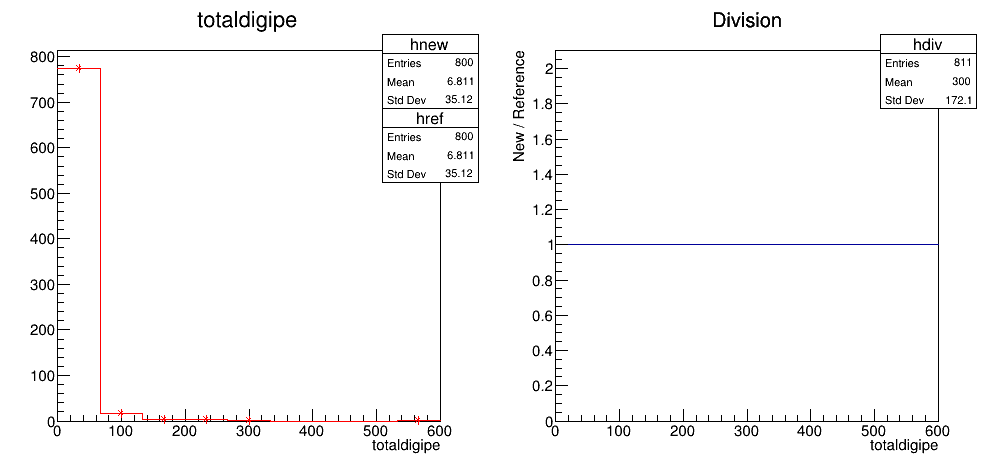 totaldigipe
hnew
Entries 800
Mean 6.811
Std Dev 35.12
href
Entries 800
Mean 6.811
Std Dev 35.12
800
700
600
500
400
300
200
100
0
0 100 200 300 400 500 600
totaldigipe
Division
hdiv
Entries 811
Mean 300
Std Dev 172.1
New / Reference
2
1.8
1.6
1.4
1.2
1
0.8
0.6
0.4
0.2
0
0 100 200 300 400 500 600
totaldigipe